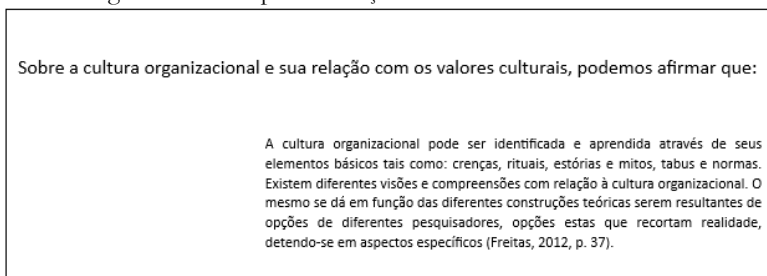 Sobre a cultura organizacional e sua relação com os valores culturais, podemos afirmar que:
A cultura organizacional pode ser identificada e aprendida através de seus
elementos básicos tais como: crenças, rituais, estórias e mitos, tabus e normas.
Existem diferentes visões e compreensões com relação à cultura organizacional. O
mesmo se dá em função das diferentes construções teóricas serem resultantes de
opções de diferentes pesquisadores, opções estas que recortam realidade,
detendo-se em aspectos específicos (Freitas, 2012, p. 37).